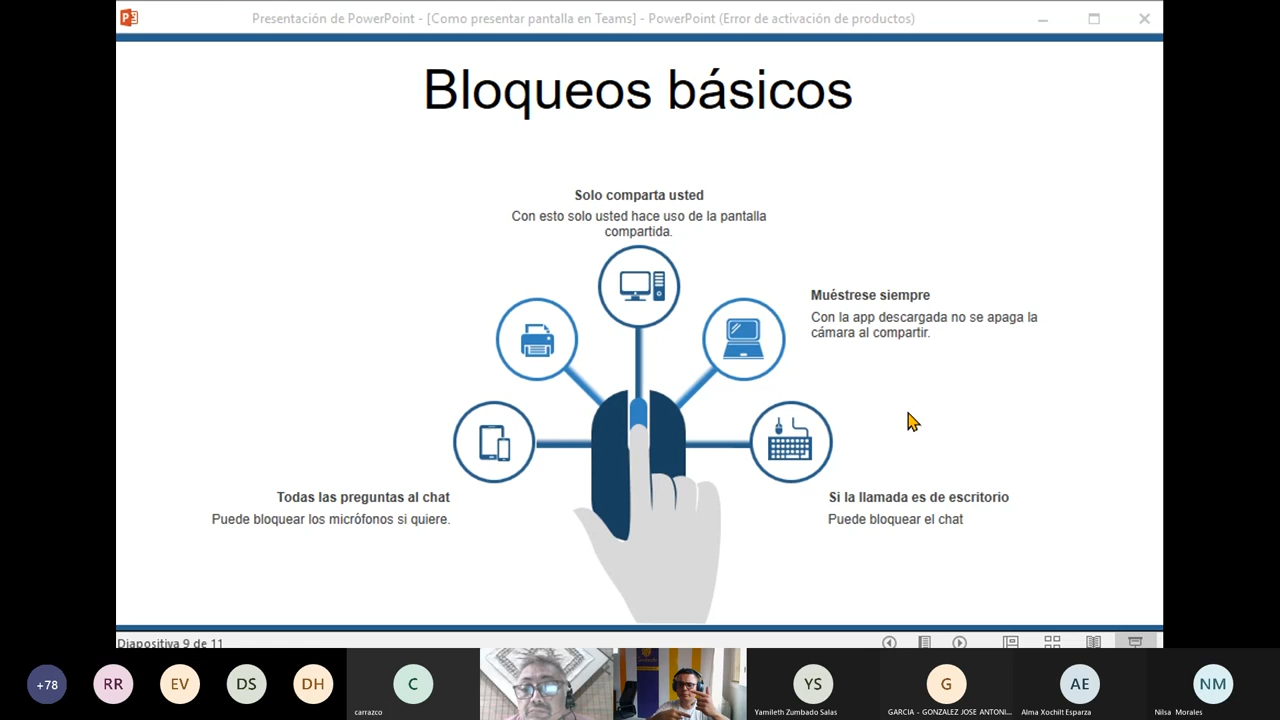 Presentación de PowerPoint - [Como presentar pantalla en Teams] - PowerPoint (Error de activación de productos)
Bloqueos básicos
Solo comparta usted
Con esto solo usted hace uso de la pantalla
compartida.
Muéstrese siempre
Con la app descargada no se apaga la
cámara al compartir.
Todas las preguntas al chat
Puede bloquear los micrófonos si quiere.
Si la llamada es de escritorio
Puede bloquear el chat
Diapositiva 9 de 11
+78
RR
EV
DS
DH
C
carrazco
YS
Yamileth Zumbado Salas
G
GARCIA - GONZALEZ JOSE ANTONI...
AE
Alma Xochilt Esparza
NM
Nilsa Morales